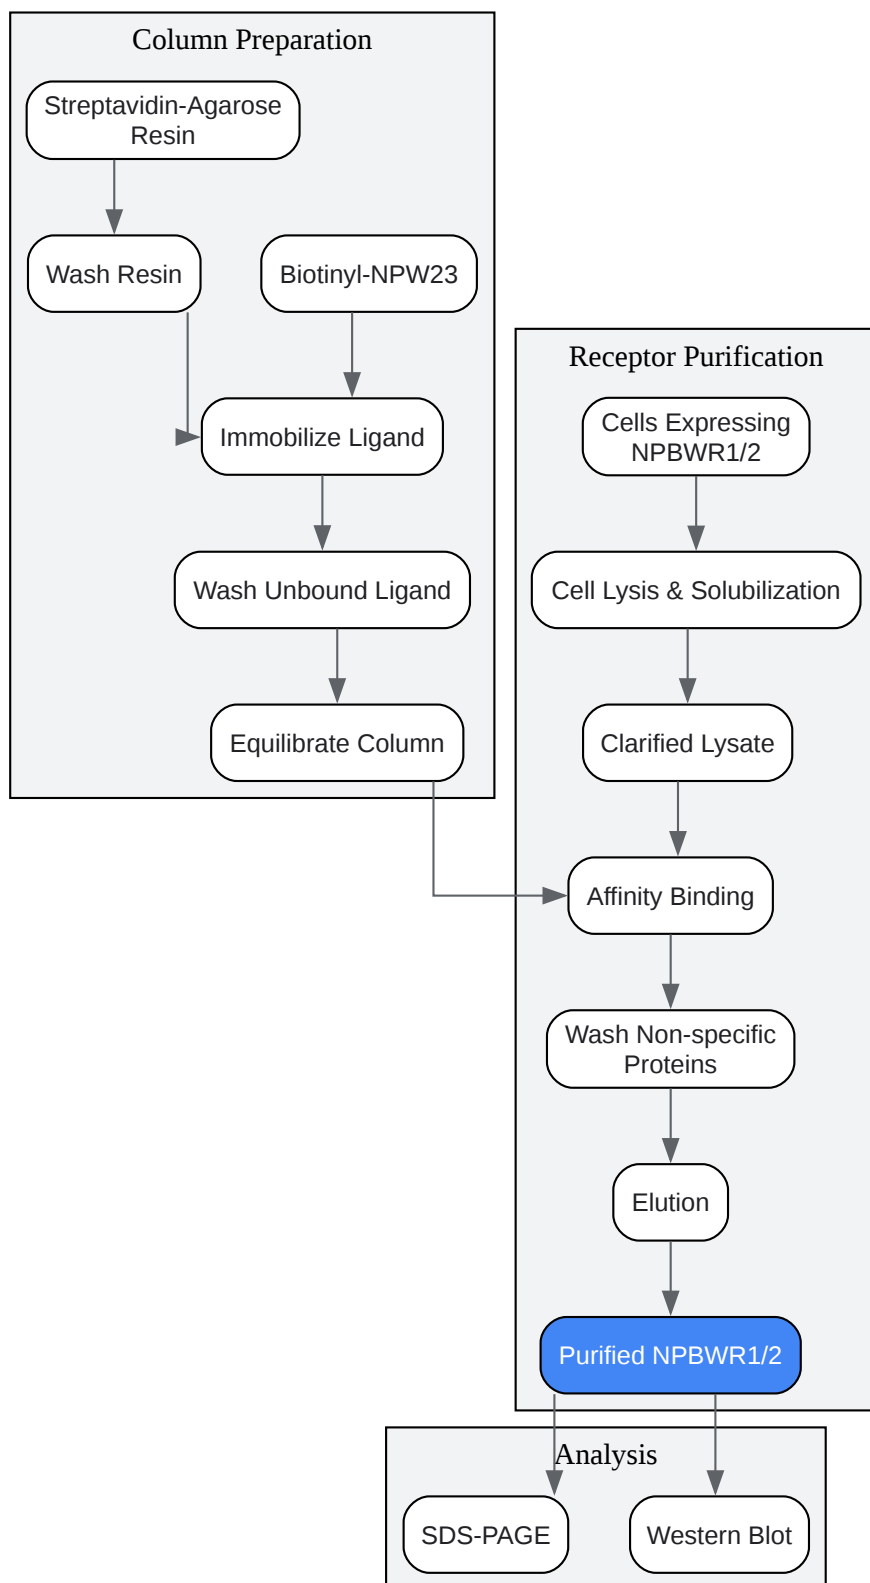 Column Preparation
Streptavidin-Agarose
Resin
Wash Resin
Biotinyl-NPW23
Immobilize Ligand
Wash Unbound Ligand
Equilibrate Column
Receptor Purification
Cells Expressing
NPBWR1/2
Cell Lysis & Solubilization
Clarified Lysate
Affinity Binding
Wash Non-specific
Proteins
Elution
Purified NPBWR1/2
Analysis
SDS-PAGE
Western Blot